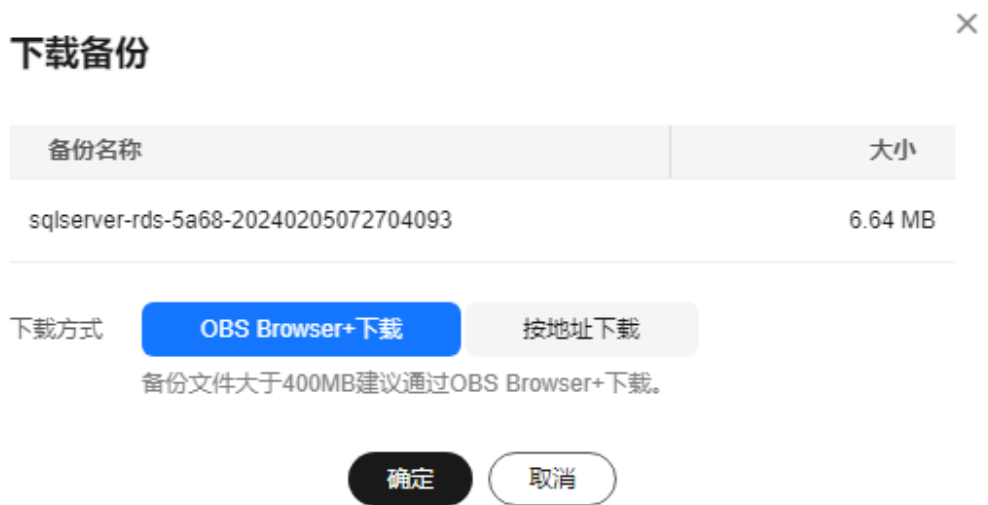 下载备份
备份名称 大小
sqlserver-rds-5a68-20240205072704093 6.64 MB
下载方式 OBS Browser+下载 按地址下载
备份文件大于400MB建议通过OBS Browser+下载。
确定 取消